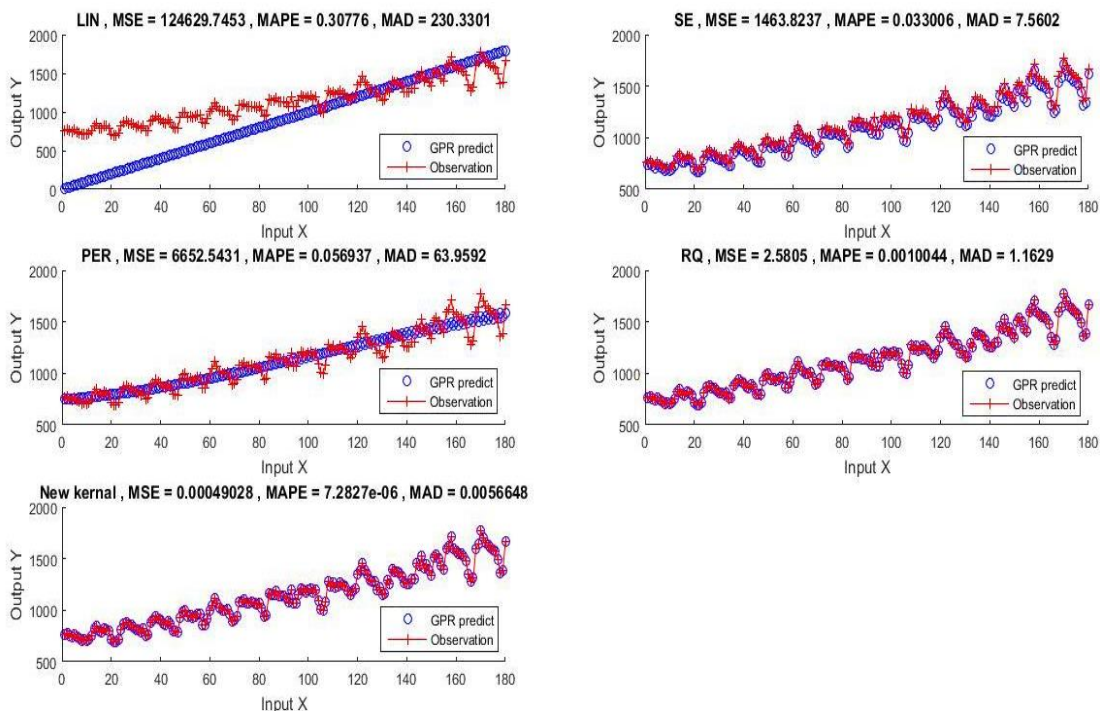 LIN , MSE = 124629.7453 , MAPE = 0.30776 , MAD = 230.3301
2000
1500
1000
500
0
Output Y
GPR predict
Observation
0 20 40 60 80 100 120 140 160 180
Input X
SE , MSE = 1463.8237 , MAPE = 0.033006 , MAD = 7.5602
2000
1500
1000
500
Output Y
GPR predict
Observation
0 20 40 60 80 100 120 140 160 180
Input X
PER , MSE = 6652.5431 , MAPE = 0.056937 , MAD = 63.9592
2000
1500
1000
500
Output Y
GPR predict
Observation
0 20 40 60 80 100 120 140 160 180
Input X
RQ , MSE = 2.5805 , MAPE = 0.0010044 , MAD = 1.1629
2000
1500
1000
500
Output Y
GPR predict
Observation
0 20 40 60 80 100 120 140 160 180
Input X
New kernal , MSE = 0.00049028 , MAPE = 7.2827e-06 , MAD = 0.0056648
2000
1500
1000
500
Output Y
GPR predict
Observation
0 20 40 60 80 100 120 140 160 180
Input X